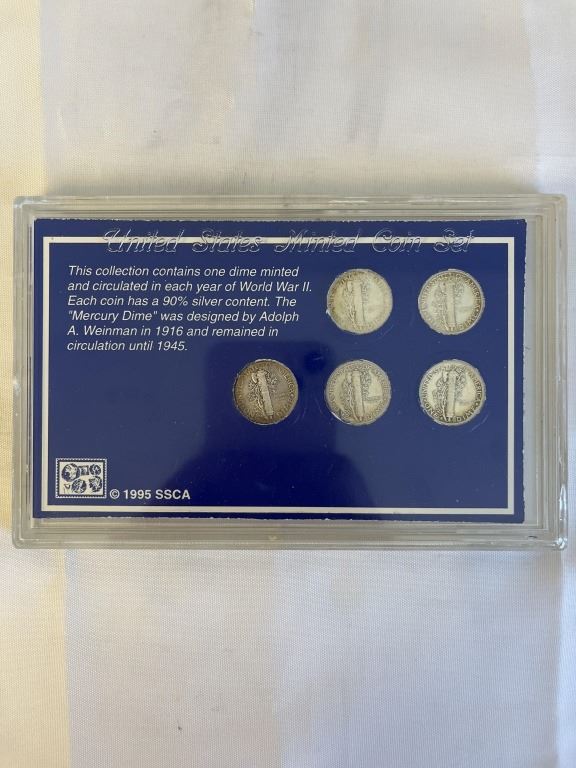 United States Minted Coin Set
This collection contains one dime minted
and circulated in each year of World War II.
Each coin has a 90% silver content. The
"Mercury Dime" was designed by Adolph
A. Weinman in 1916 and remained in
circulation until 1945.
© 1995 SSCA